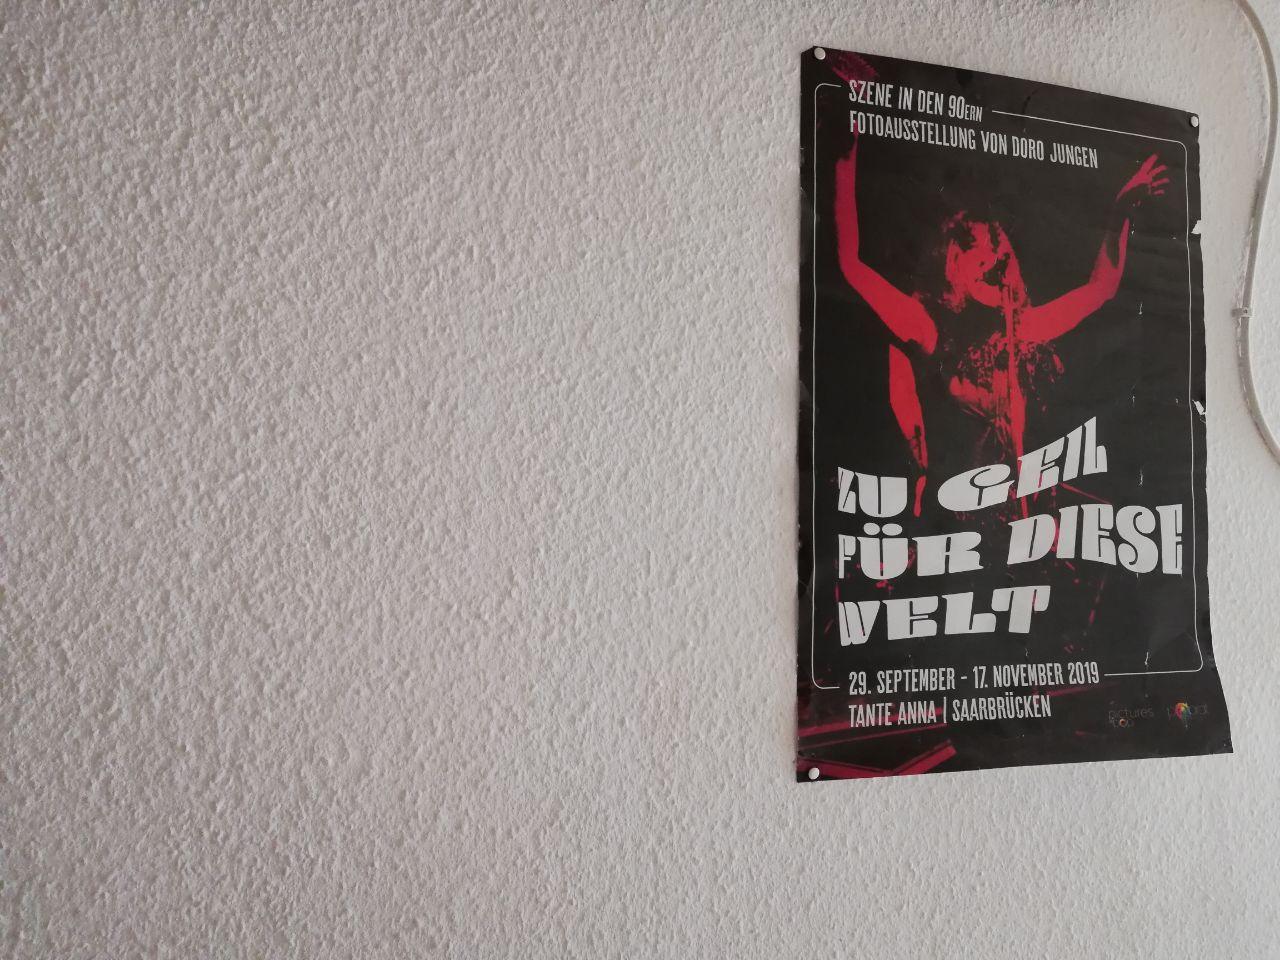 SZENE IN DEN 90ERN
FOTOAUSSTELLUNG VON DORO JUNGEN
ZU GEIL
FÜR DIESE
WELT
29. SEPTEMBER - 17. NOVEMBER 2019
TANTE ANNA | SAARBRÜCKEN
pictures